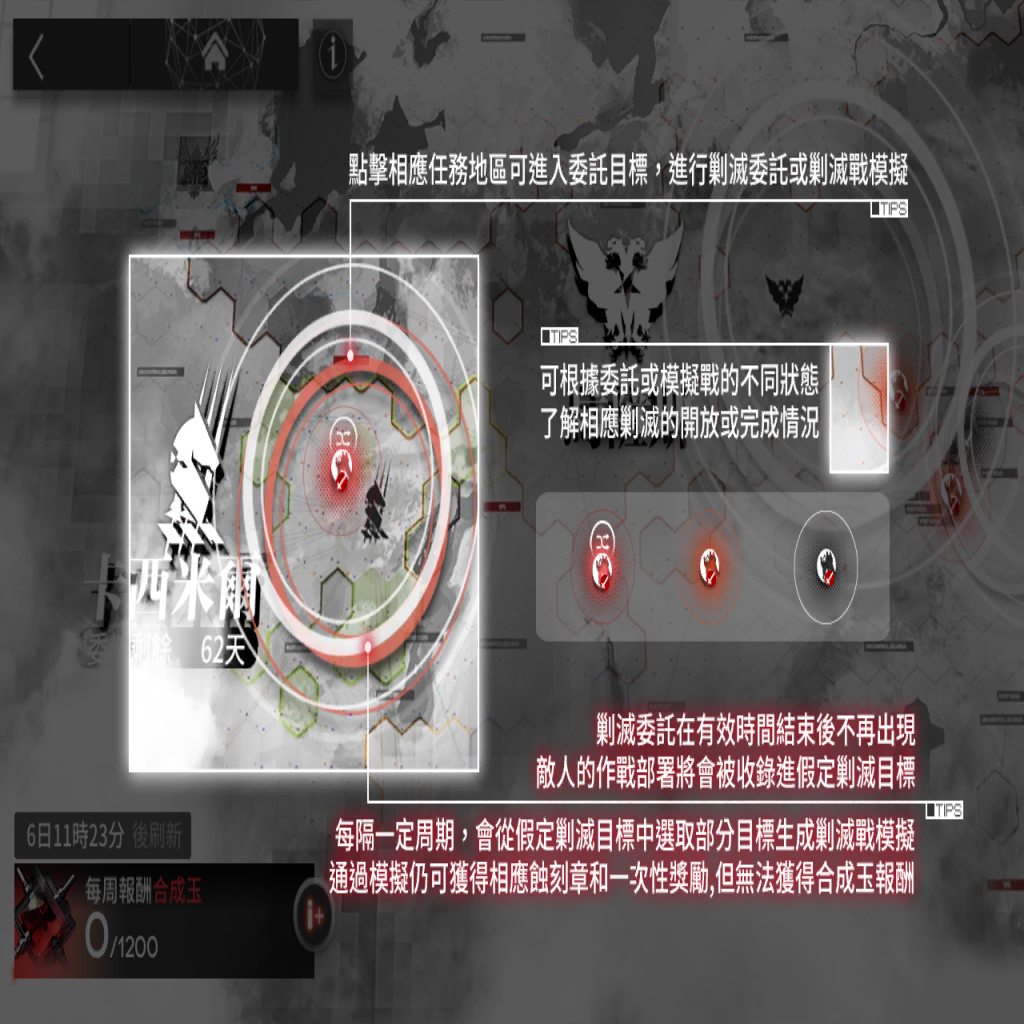 點擊相應任務地區可進入委託目標，進行剿滅委託或剿滅戰模擬
TIPS
TIPS
可根據委託或模擬戰的不同狀態
了解相應剿滅的開放或完成情況
卡西米爾
剩餘 62天
剿滅委託在有效時間結束後不再出現
敵人的作戰部署將會被收錄進假定剿滅目標
TIPS
每隔一定周期，會從假定剿滅目標中選取部分目標生成剿滅戰模擬
通過模擬仍可獲得相應蝕刻章和一次性獎勵,但無法獲得合成玉報酬
6日11時23分 後刷新
每周報酬合成玉
0/1200